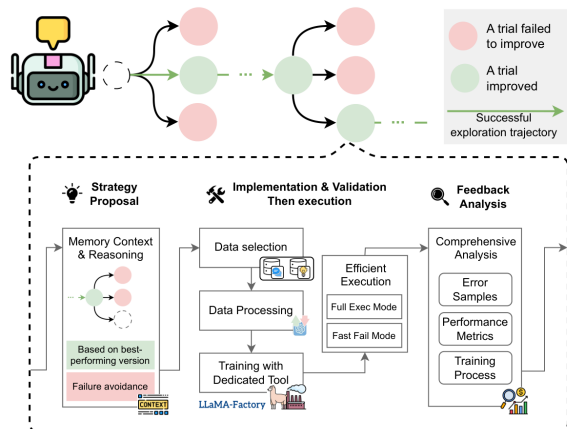 A trial failed
to improve
A trial
improved
Successful
exploration trajectory
Strategy
Proposal
Implementation & Validation
Then execution
Feedback
Analysis
Memory Context
& Reasoning
Based on best-
performing version
Failure avoidance
CONTEXT
Data selection
Data Processing
Training with
Dedicated Tool
LLaMA-Factory
Efficient
Execution
Full Exec Mode
Fast Fail Mode
Comprehensive
Analysis
Error
Samples
Performance
Metrics
Training
Process